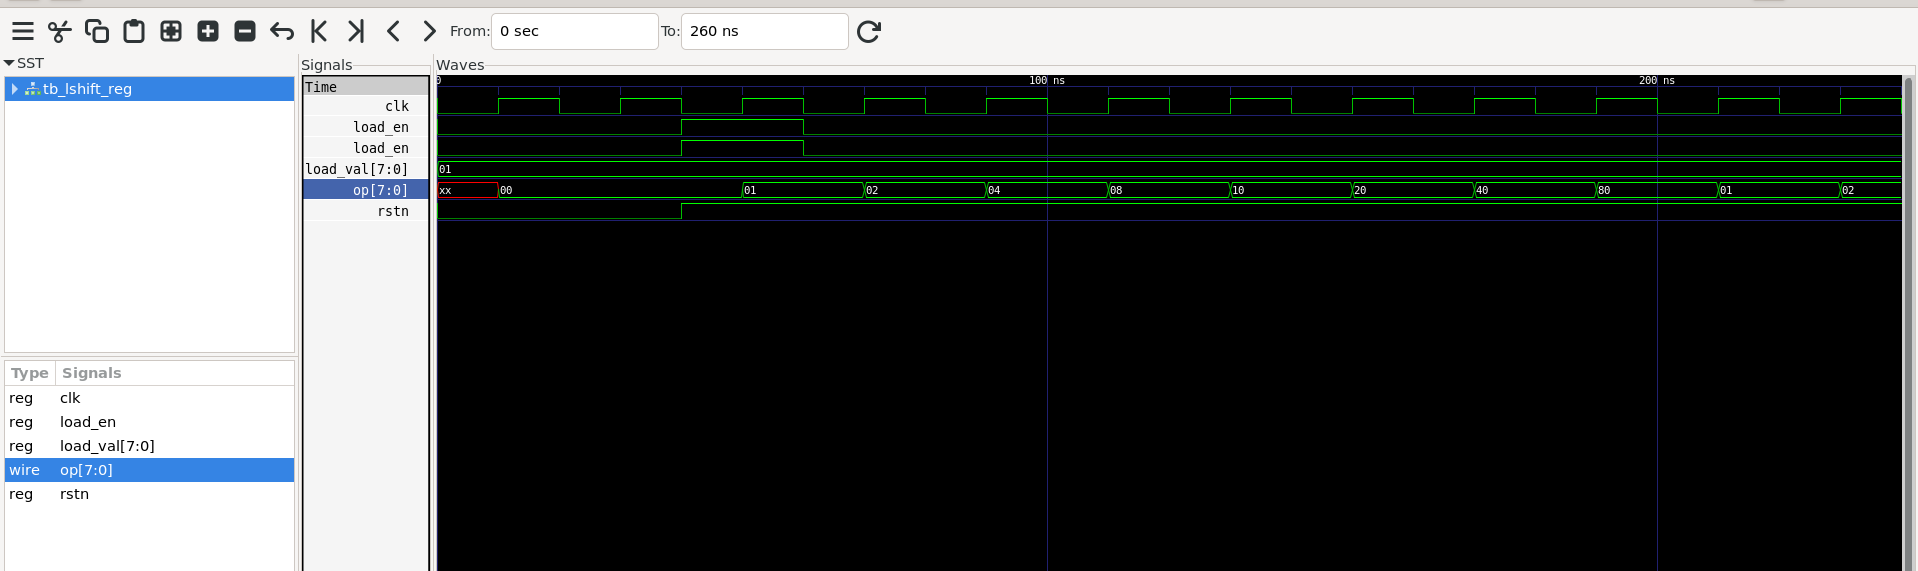 From: 0 sec To: 260 ns
SST
tb_lshift_reg
Type Signals
reg clk
reg load_en
reg load_val[7:0]
wire op[7:0]
reg rstn
Signals
Time
clk
load_en
load_en
load_val[7:0]
op[7:0]
rstn
Waves
0 100 ns 200 ns
01
xx 00 01 02 04 08 10 20 40 80 01 02